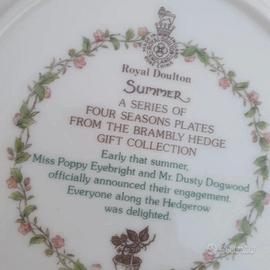 Royal Doulton
Summer
A SERIES OF
FOUR SEASONS PLATES
FROM THE BRAMBLY HEDGE
GIFT COLLECTION
Early that summer,
Miss Poppy Eyebright and Mr. Dusty Dogwood
officially announced their engagement.
Everyone along the Hedgerow
was delighted.
subito